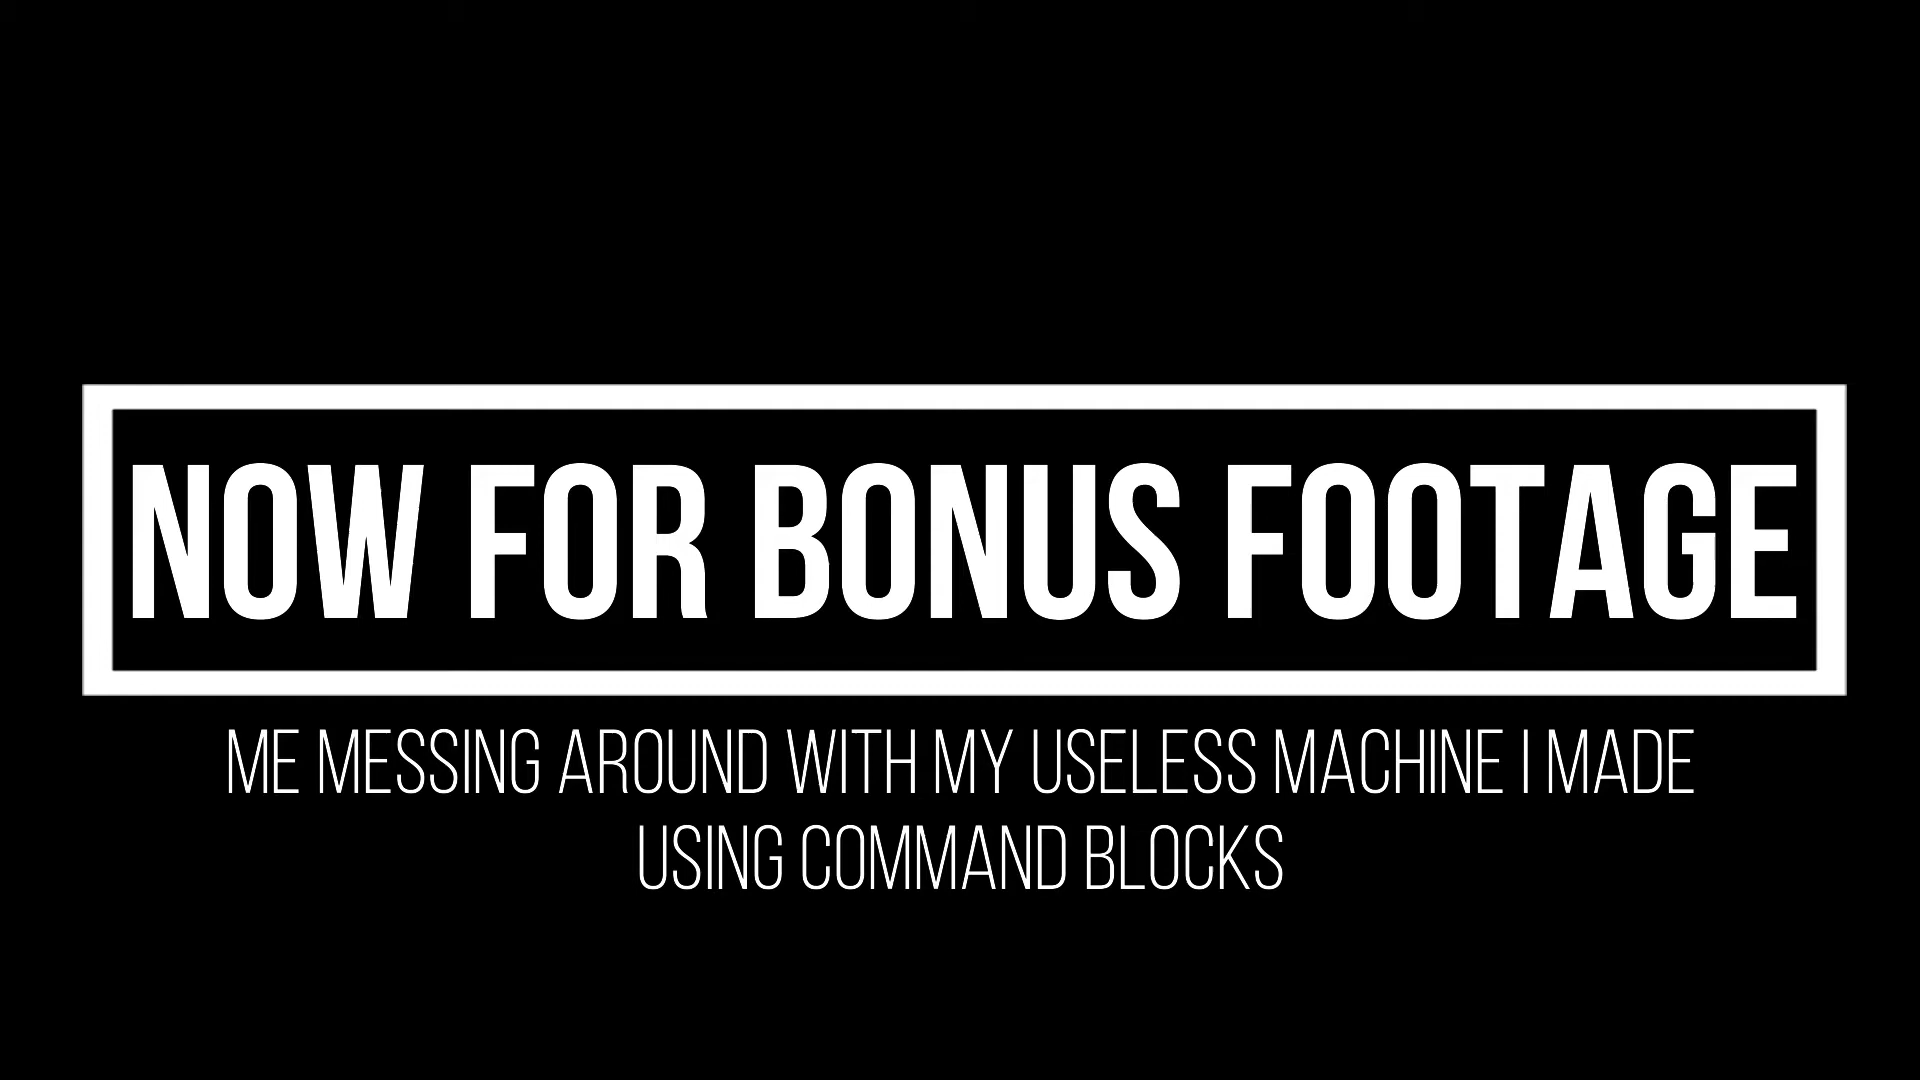 NOW FOR BONUS FOOTAGE
ME MESSING AROUND WITH MY USELESS MACHINE I MADE
USING COMMAND BLOCKS